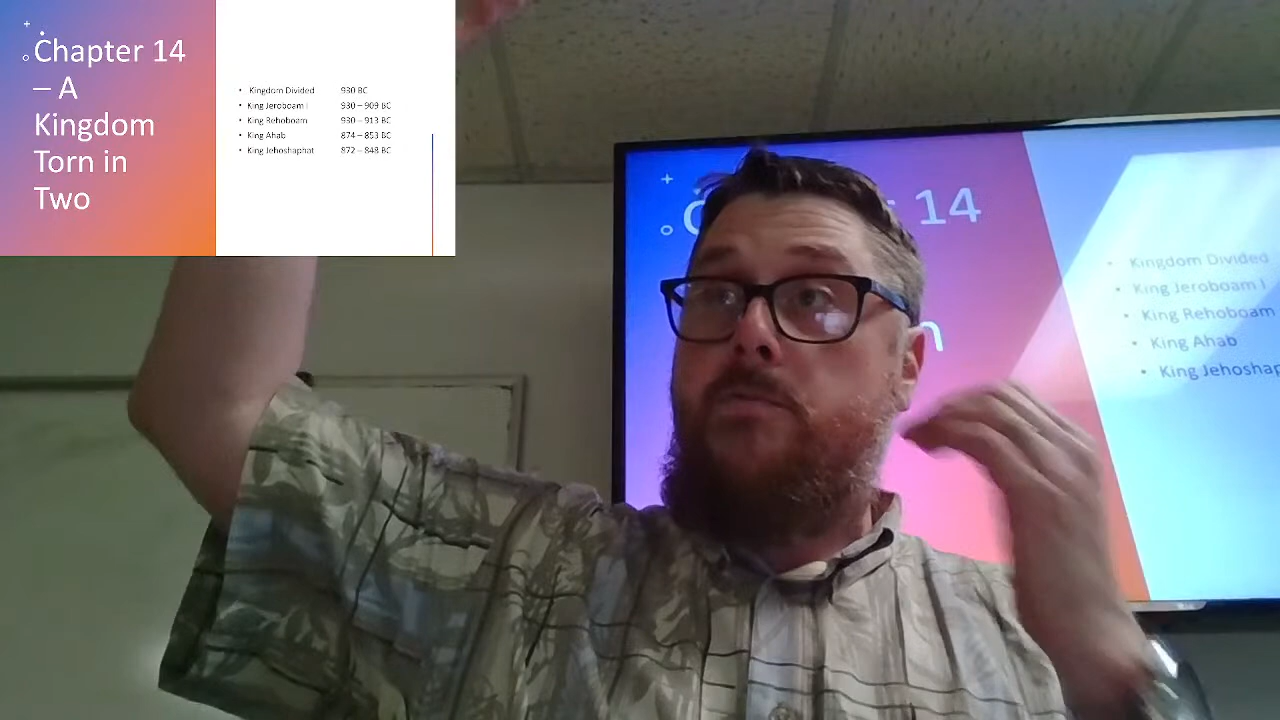 Chapter 14
– A
Kingdom
Torn in
Two
• Kingdom Divided 930 BC
• King Jeroboam I 930 – 909 BC
• King Rehoboam 930 – 913 BC
• King Ahab 874 – 853 BC
• King Jehoshaphat 872 – 848 BC
14
• Kingdom Divided
• King Jeroboam I
• King Rehoboam
• King Ahab
• King Jehoshap